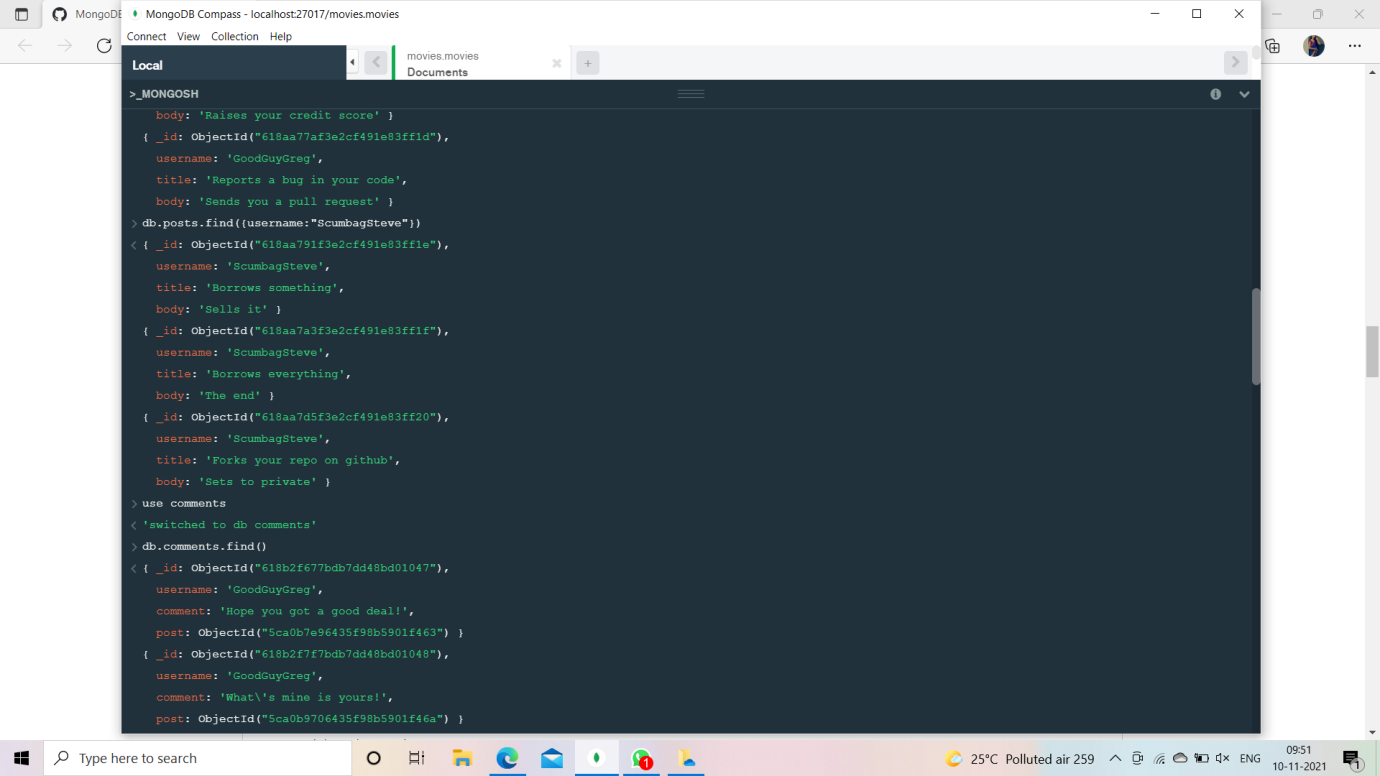 MongoDB
MongoDB Compass - localhost:27017/movies.movies
Connect View Collection Help
Local
movies.movies
Documents
>_MONGOSH
body: 'Raises your credit score' }
{ _id: ObjectId("618aa77af3e2cf491e83ff1d"),
username: 'GoodGuyGreg',
title: 'Reports a bug in your code',
body: 'Sends you a pull request' }
> db.posts.find({username:"ScumbagSteve"})
< { _id: ObjectId("618aa791f3e2cf491e83ff1e"),
username: 'ScumbagSteve',
title: 'Borrows something',
body: 'Sells it' }
{ _id: ObjectId("618aa7a3f3e2cf491e83ff1f"),
username: 'ScumbagSteve',
title: 'Borrows everything',
body: 'The end' }
{ _id: ObjectId("618aa7d5f3e2cf491e83ff20"),
username: 'ScumbagSteve',
title: 'Forks your repo on github',
body: 'Sets to private' }
> use comments
< 'switched to db comments'
> db.comments.find()
< { _id: ObjectId("618b2f677bdb7dd48bd01047"),
username: 'GoodGuyGreg',
comment: 'Hope you got a good deal!',
post: ObjectId("5ca0b7e96435f98b5901f463") }
{ _id: ObjectId("618b2f7f7bdb7dd48bd01048"),
username: 'GoodGuyGreg',
comment: 'What\'s mine is yours!',
post: ObjectId("5ca0b9706435f98b5901f46a") }
Type here to search
1
25°C Polluted air 259
ENG
09:51
10-11-2021
1